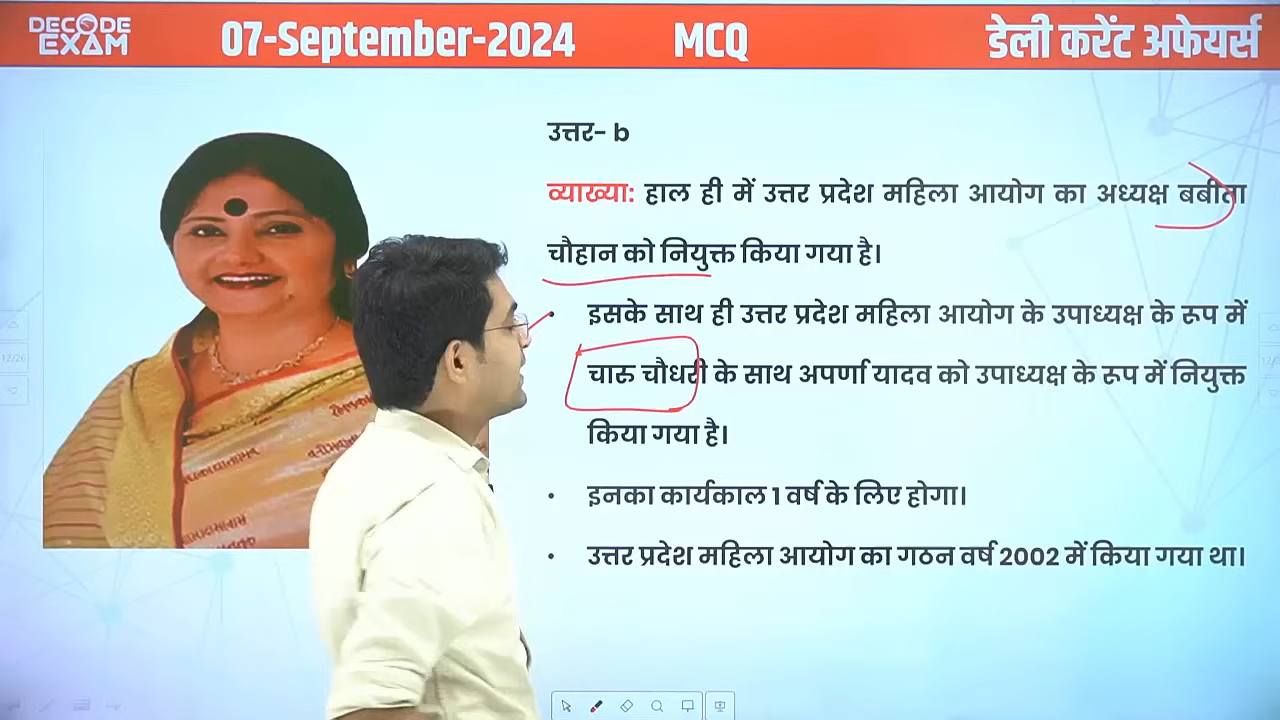 DECODE
EXAM
07-September-2024 MCQ डेली करेंट अफेयर्स
उत्तर- b
व्याख्या: हाल ही में उत्तर प्रदेश महिला आयोग का अध्यक्ष बबीता
चौहान को नियुक्त किया गया है।
• इसके साथ ही उत्तर प्रदेश महिला आयोग के उपाध्यक्ष के रूप में
चारु चौधरी के साथ अपर्णा यादव को उपाध्यक्ष के रूप में नियुक्त
किया गया है।
• इनका कार्यकाल 1 वर्ष के लिए होगा।
• उत्तर प्रदेश महिला आयोग का गठन वर्ष 2002 में किया गया था।
12/26